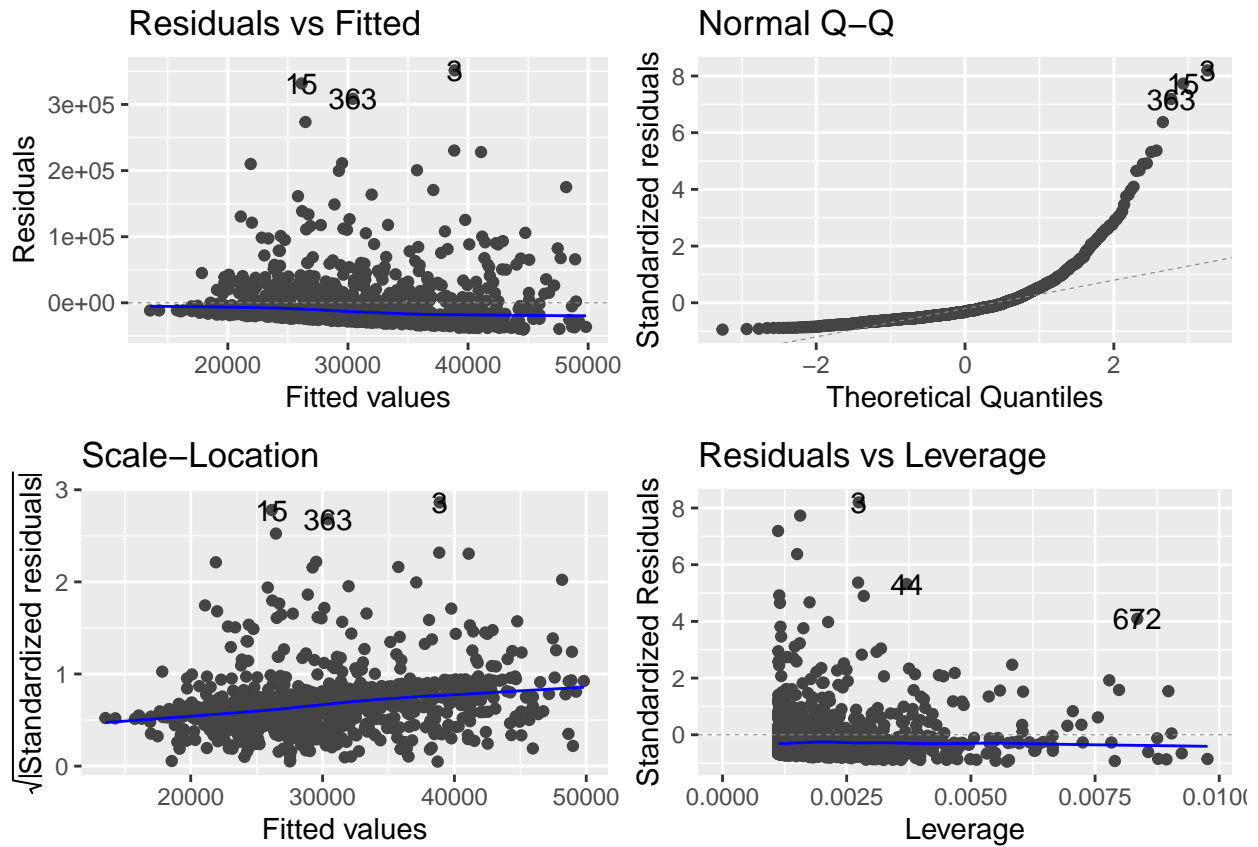 Residuals vs Fitted
Residuals
3e+05
2e+05
1e+05
0e+00
15
363
3
20000 30000 40000 50000
Fitted values
Normal Q−Q
Standardized residuals
8
6
4
2
0
363
15
3
−2 0 2
Theoretical Quantiles
Scale−Location
√|Standardized residuals|
3
2
1
0
15
363
3
20000 30000 40000 50000
Fitted values
Residuals vs Leverage
Standardized Residuals
8
6
4
2
0
3
44
672
0.0000 0.0025 0.0050 0.0075 0.0100
Leverage